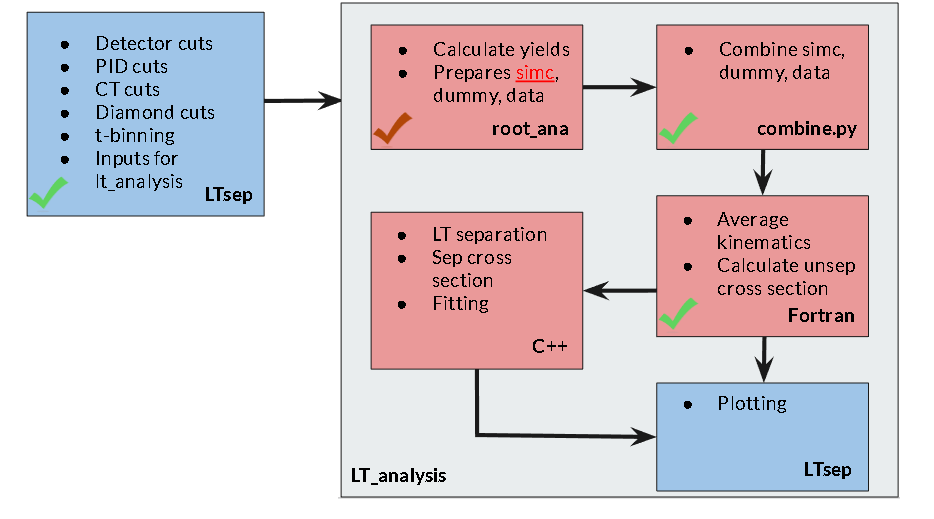 ● Detector cuts
● PID cuts
● CT cuts
● Diamond cuts
● t-binning
● Inputs for
lt_analysis
LTsep
● Calculate yields
● Prepares simc,
dummy, data
root_ana
● Combine simc,
dummy, data
combine.py
● Average
kinematics
● Calculate unsep
cross section
Fortran
● LT separation
● Sep cross
section
● Fitting
C++
● Plotting
LTsep
LT_analysis